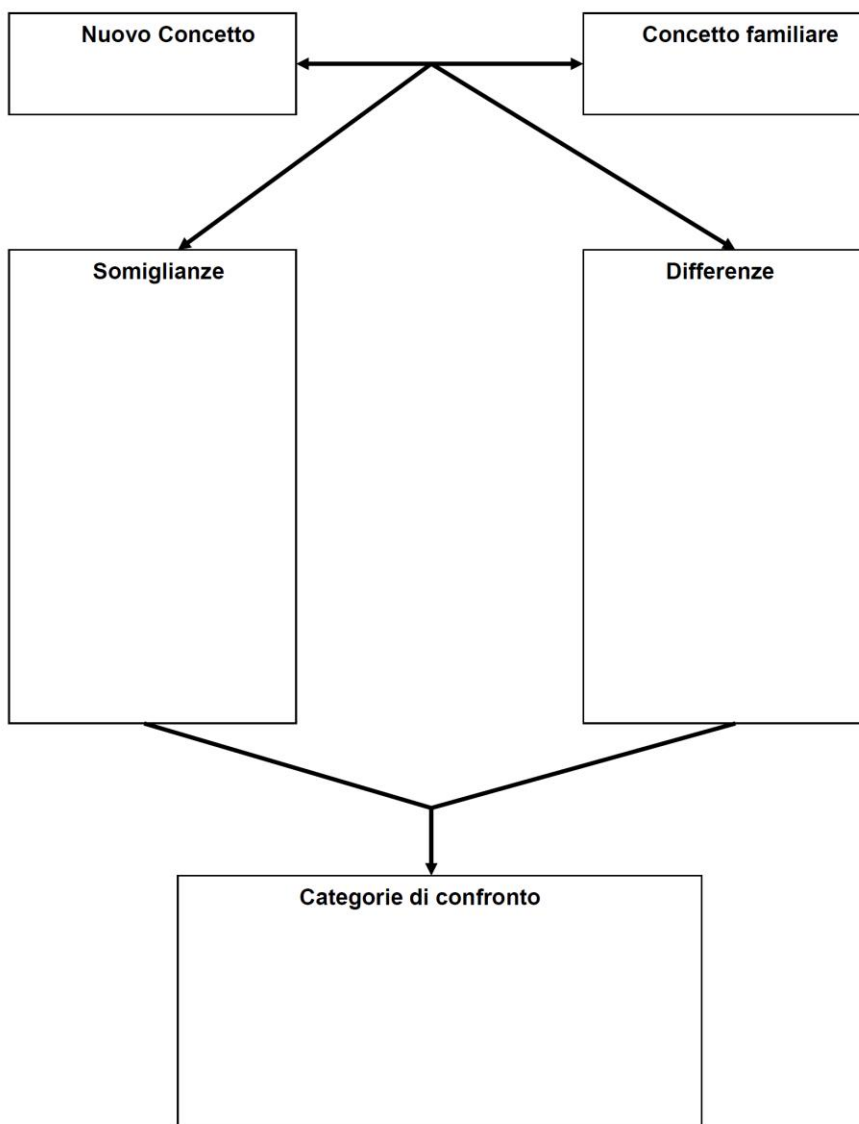 Nuovo Concetto
Concetto familiare
Somiglianze
Differenze
Categorie di confronto